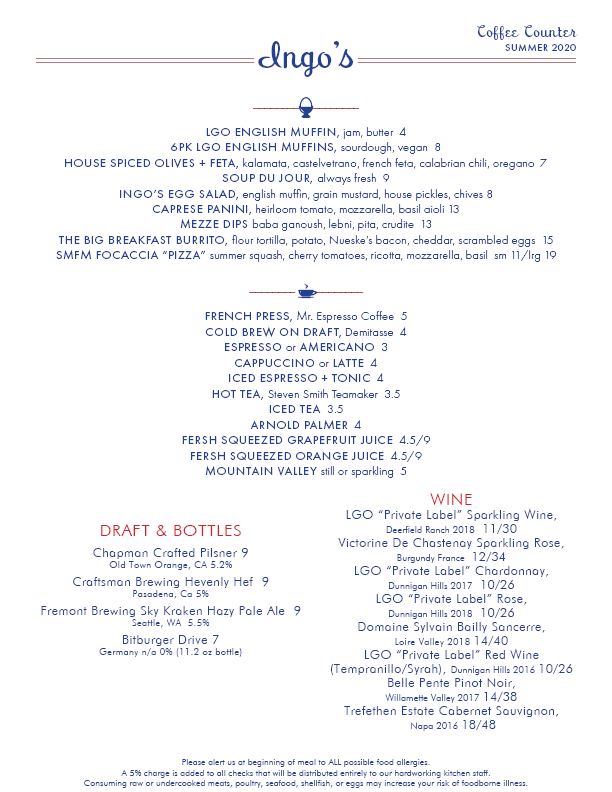 Coffee Counter
SUMMER 2020
Ingo's
LGO ENGLISH MUFFIN, jam, butter 4
6PK LGO ENGLISH MUFFINS, sourdough, vegan 8
HOUSE SPICED OLIVES + FETA, kalamata, castelvetrano, french feta, calabrian chili, oregano 7
SOUP DU JOUR, always fresh 9
INGO'S EGG SALAD, english muffin, grain mustard, house pickles, chives 8
CAPRESE PANINI, heirloom tomato, mozzarella, basil aioli 13
MEZZE DIPS baba ganoush, lebni, pita, crudite 13
THE BIG BREAKFAST BURRITO, flour tortilla, potato, Nueske's bacon, cheddar, scrambled eggs 15
SMFM FOCACCIA “PIZZA” summer squash, cherry tomatoes, ricotta, mozzarella, basil sm 11/lrg 19
FRENCH PRESS, Mr. Espresso Coffee 5
COLD BREW ON DRAFT, Demitasse 4
ESPRESSO or AMERICANO 3
CAPPUCCINO or LATTE 4
ICED ESPRESSO + TONIC 4
HOT TEA, Steven Smith Teamaker 3.5
ICED TEA 3.5
ARNOLD PALMER 4
FERSH SQUEEZED GRAPEFRUIT JUICE 4.5/9
FERSH SQUEEZED ORANGE JUICE 4.5/9
MOUNTAIN VALLEY still or sparkling 5
DRAFT & BOTTLES
Chapman Crafted Pilsner 9
Old Town Orange, CA 5.2%
Craftsman Brewing Hevenly Hef 9
Pasadena, Ca 5%
Fremont Brewing Sky Kraken Hazy Pale Ale 9
Seattle, WA 5.5%
Bitburger Drive 7
Germany n/a 0% (11.2 oz bottle)
WINE
LGO “Private Label” Sparkling Wine,
Deerfield Ranch 2018 11/30
Victorine De Chastenay Sparkling Rose,
Burgundy France 12/34
LGO “Private Label” Chardonnay,
Dunnigan Hills 2017 10/26
LGO “Private Label” Rose,
Dunnigan Hills 2018 10/26
Domaine Sylvain Bailly Sancerre,
Loire Valley 2018 14/40
LGO “Private Label” Red Wine
(Tempranillo/Syrah), Dunnigan Hills 2016 10/26
Belle Pente Pinot Noir,
Willamette Valley 2017 14/38
Trefethen Estate Cabernet Sauvignon,
Napa 2016 18/48
Please alert us at beginning of meal to ALL possible food allergies.
A 5% charge is added to all checks that will be distributed entirely to our hardworking kitchen staff.
Consuming raw or undercooked meats, poultry, seafood, shellfish, or eggs may increase your risk of foodborne illness.